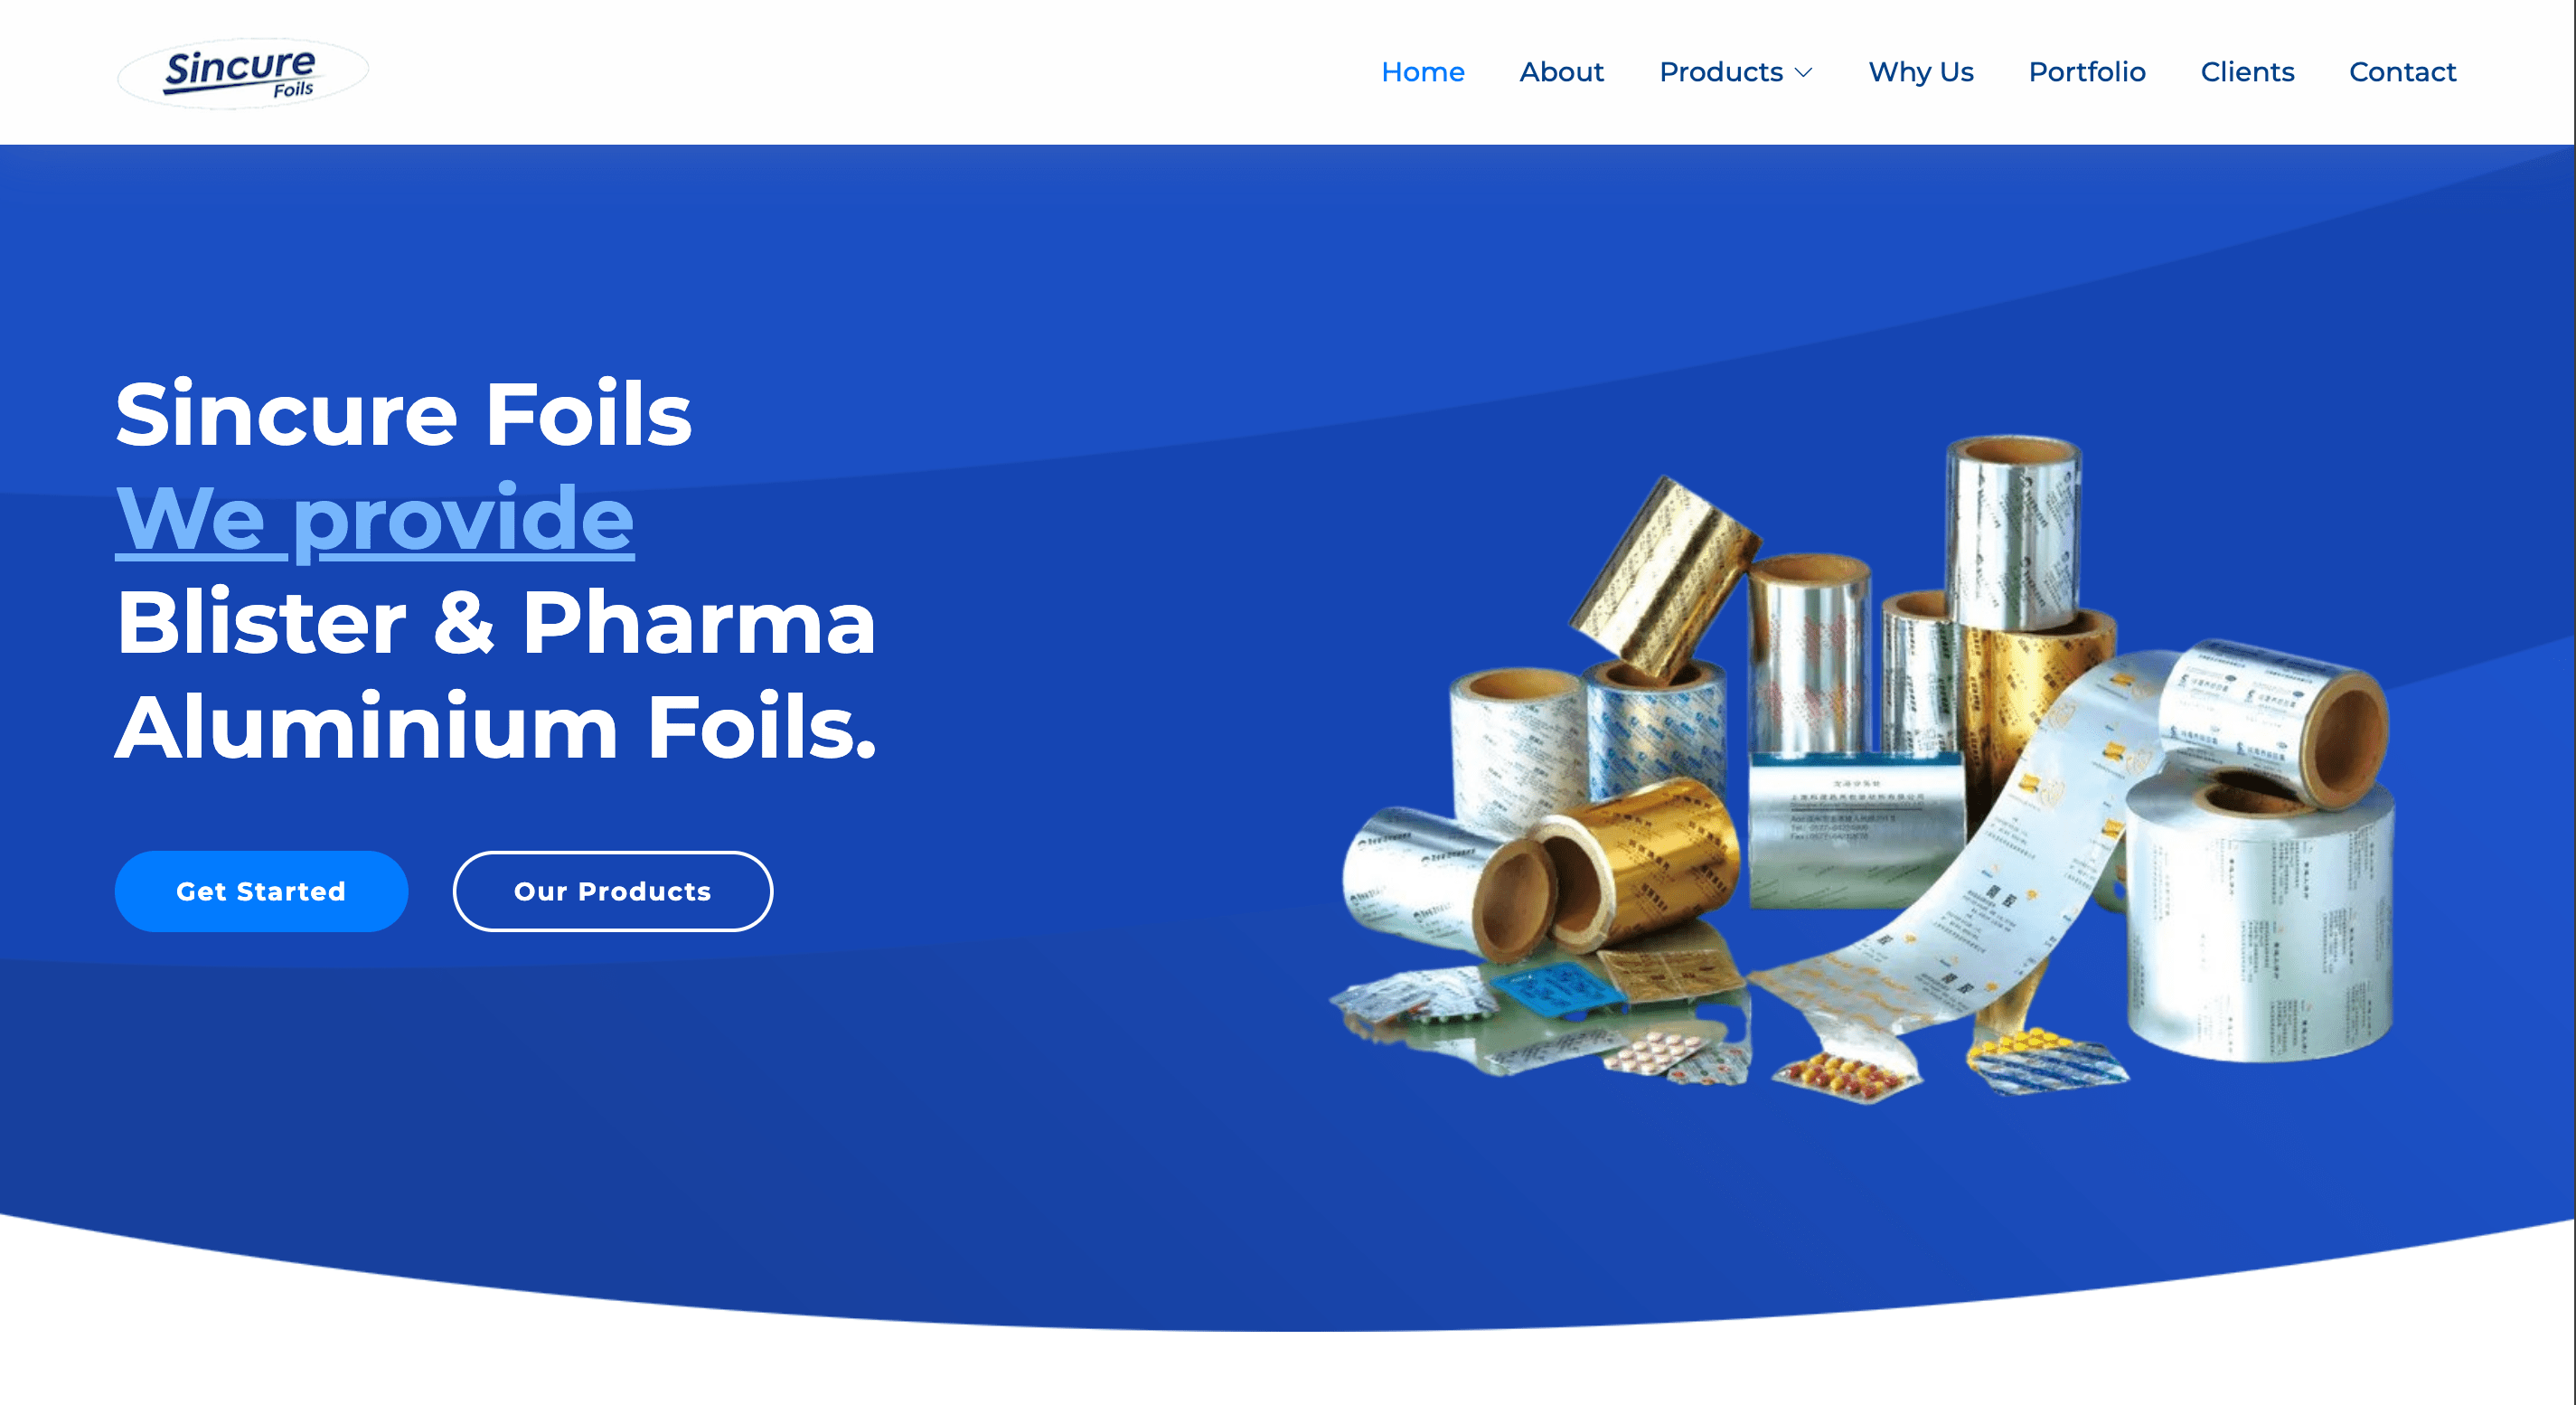 Sincure
Foils
Home
About
Products
Why Us
Portfolio
Clients
Contact
Sincure Foils
We provide
Blister & Pharma
Aluminium Foils.
Get Started
Our Products